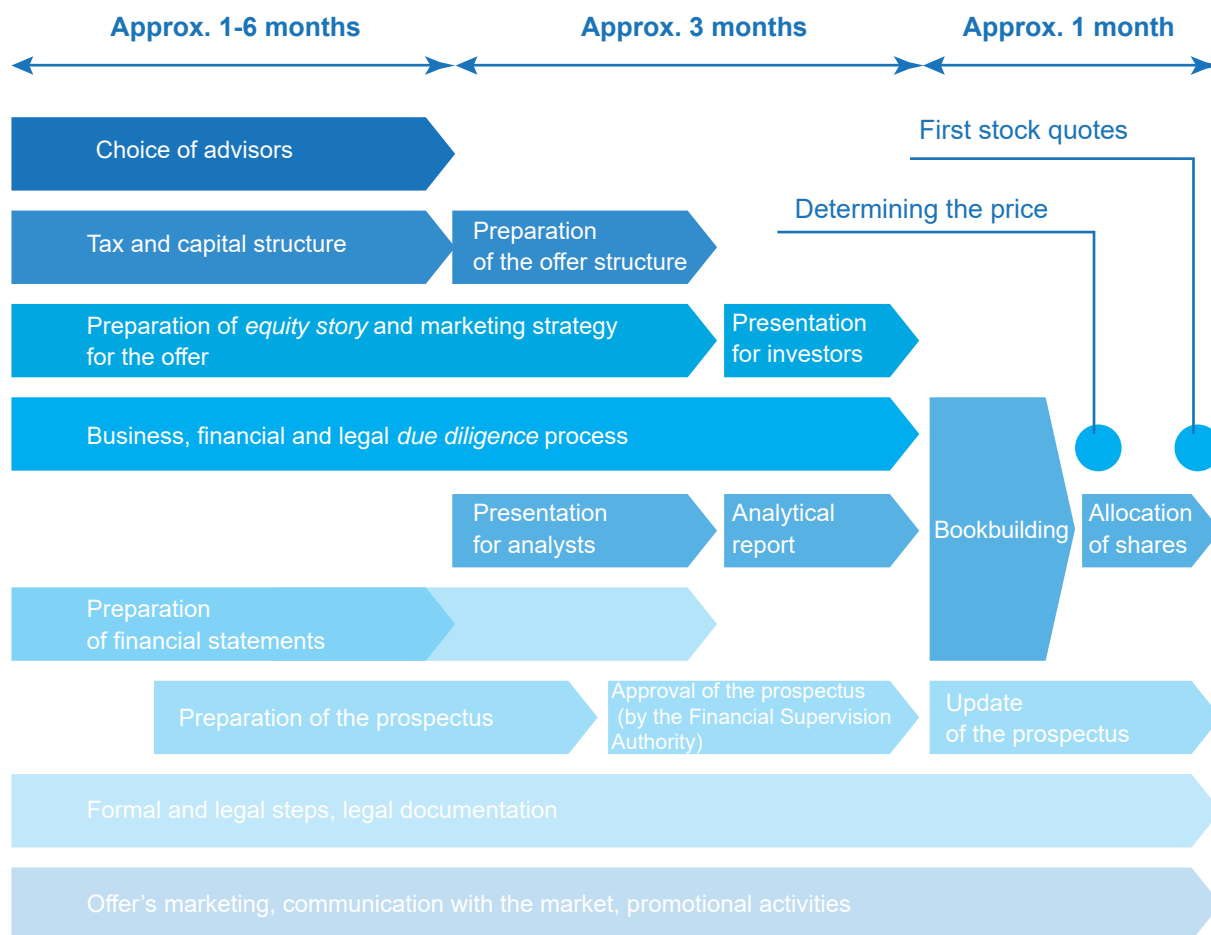 Approx. 1-6 months
Approx. 3 months
Approx. 1 month
First stock quotes
Choice of advisors
Determining the price
Tax and capital structure
Preparation
of the offer structure
Preparation of equity story and marketing strategy
for the offer
Presentation
for investors
Business, financial and legal due diligence process
Presentation
for analysts
Analytical
report
Bookbuilding
Allocation
of shares
Preparation
of financial statements
Preparation of the prospectus
Approval of the prospectus
(by the Financial Supervision
Authority)
Update
of the prospectus
Formal and legal steps, legal documentation
Offer’s marketing, communication with the market, promotional activities